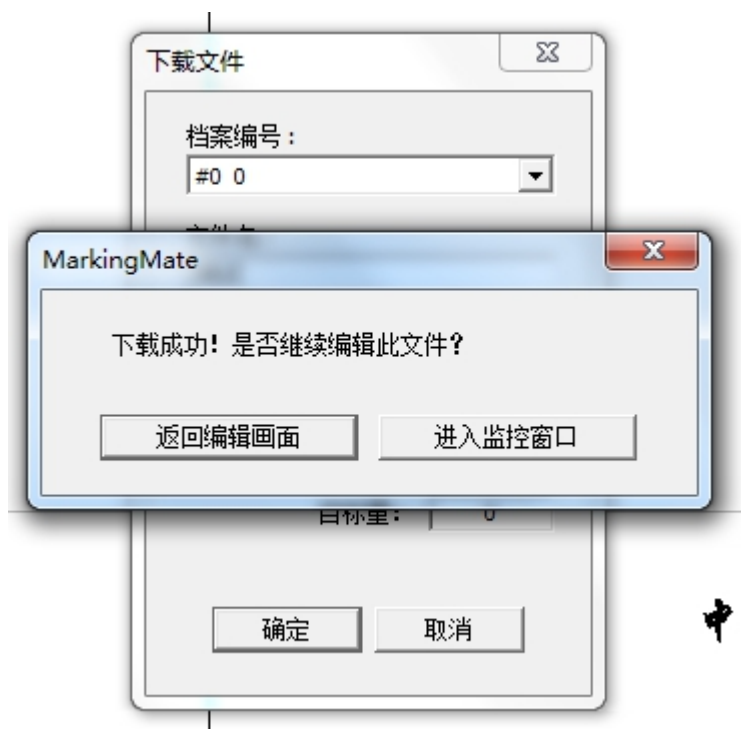 下载文件
档案编号：
#0 0
MarkingMate
下载成功！是否继续编辑此文件？
返回编辑画面
进入监控窗口
目标量： 0
确定
取消
中